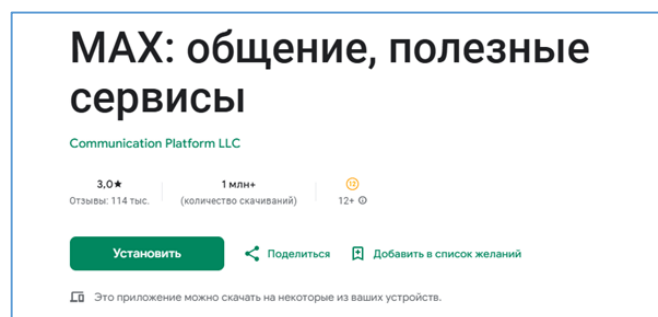 MAX: общение, полезные
сервисы
Communication Platform LLC
3,0★ 1 млн+ 12
Отзывы: 114 тыс. (количество скачиваний) 12+
Установить Поделиться Добавить в список желаний
Это приложение можно скачать на некоторые из ваших устройств.